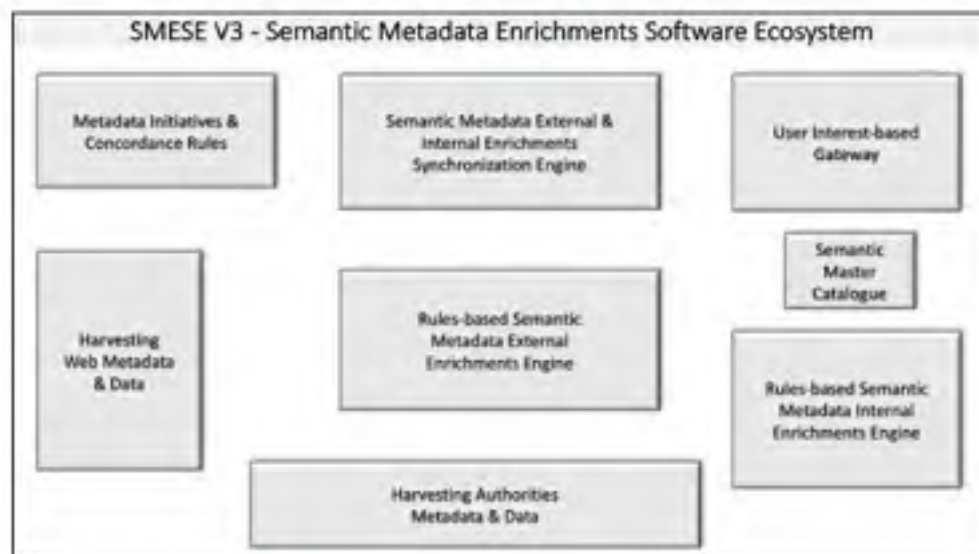 SMESE V3 - Semantic Metadata Enrichments Software Ecosystem
Metadata Initiatives &
Concordance Rules
Semantic Metadata External &
Internal Enrichments
Synchronization Engine
User Interest-based
Gateway
Semantic
Master
Catalogue
Harvesting
Web Metadata
& Data
Rules-based Semantic
Metadata External
Enrichments Engine
Rules-based Semantic
Metadata Internal
Enrichments Engine
Harvesting Authorities
Metadata & Data